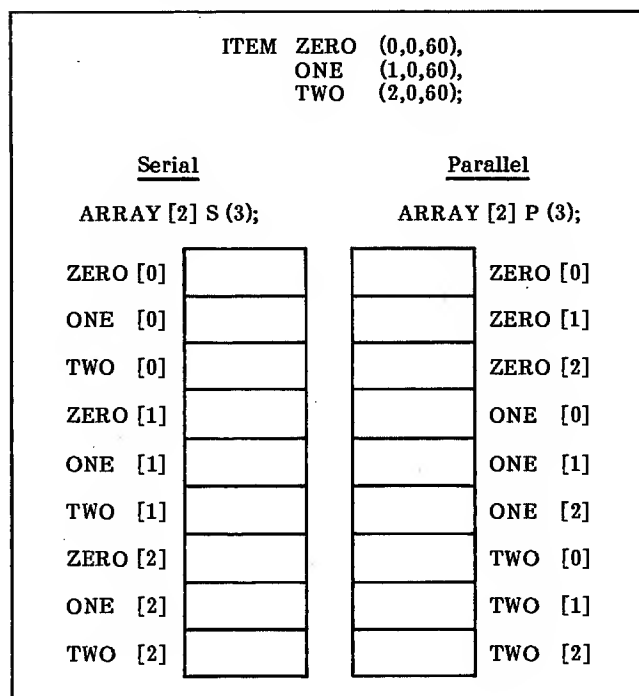 ITEM ZERO (0,0,60),
ONE (1,0,60),
TWO (2,0,60);
Serial
Parallel
ARRAY [2] S (3);
ARRAY [2] P (3);
ZERO [0]
ZERO [0]
ONE [0]
ZERO [1]
TWO [0]
ZERO [2]
ZERO [1]
ONE [0]
ONE [1]
ONE [1]
TWO [1]
ONE [2]
ZERO [2]
TWO [0]
ONE [2]
TWO [1]
TWO [2]
TWO [2]